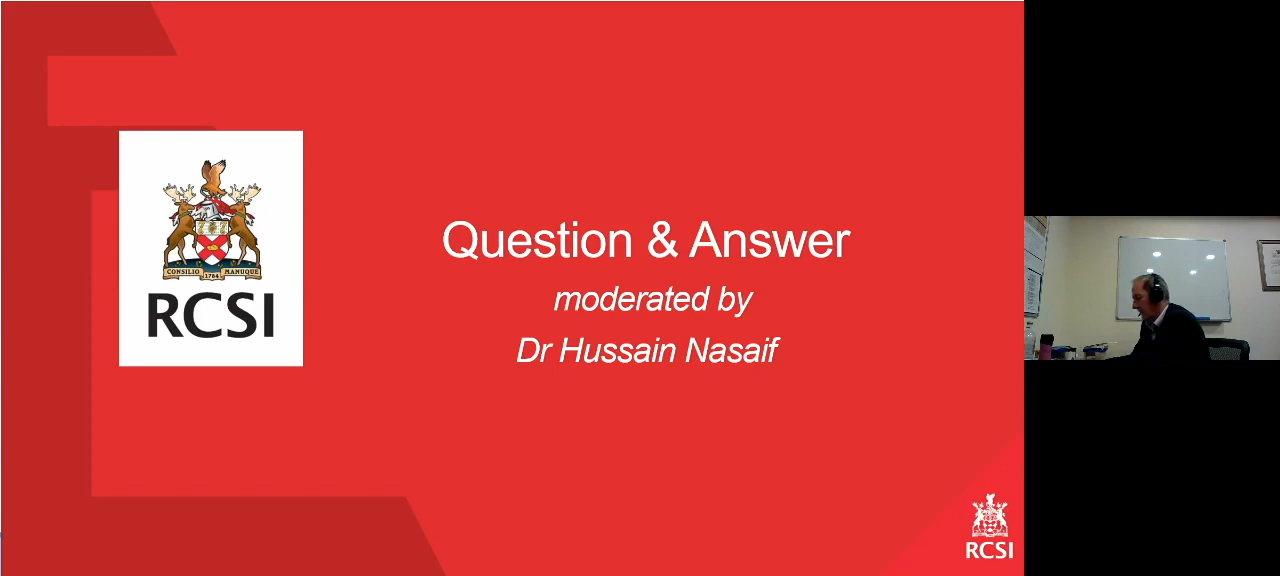 Question & Answer
moderated by
Dr Hussain Nasaif
CONSILIO 1784 MANUQUE
RCSI
RCSI